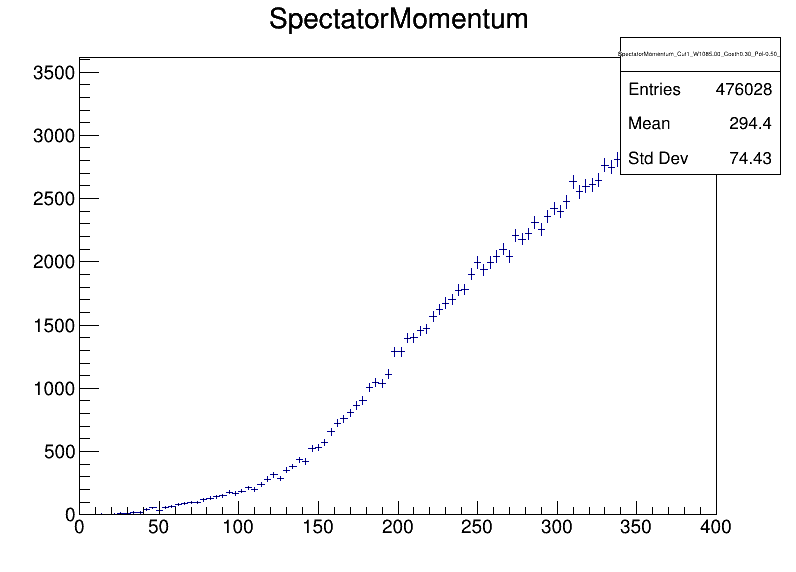 SpectatorMomentum
SpectatorMomentum_Cut1_W1085.00_Costh0.30_Pol-0.50_
Entries 476028
Mean 294.4
Std Dev 74.43
3500
3000
2500
2000
1500
1000
500
0
0 50 100 150 200 250 300 350 400